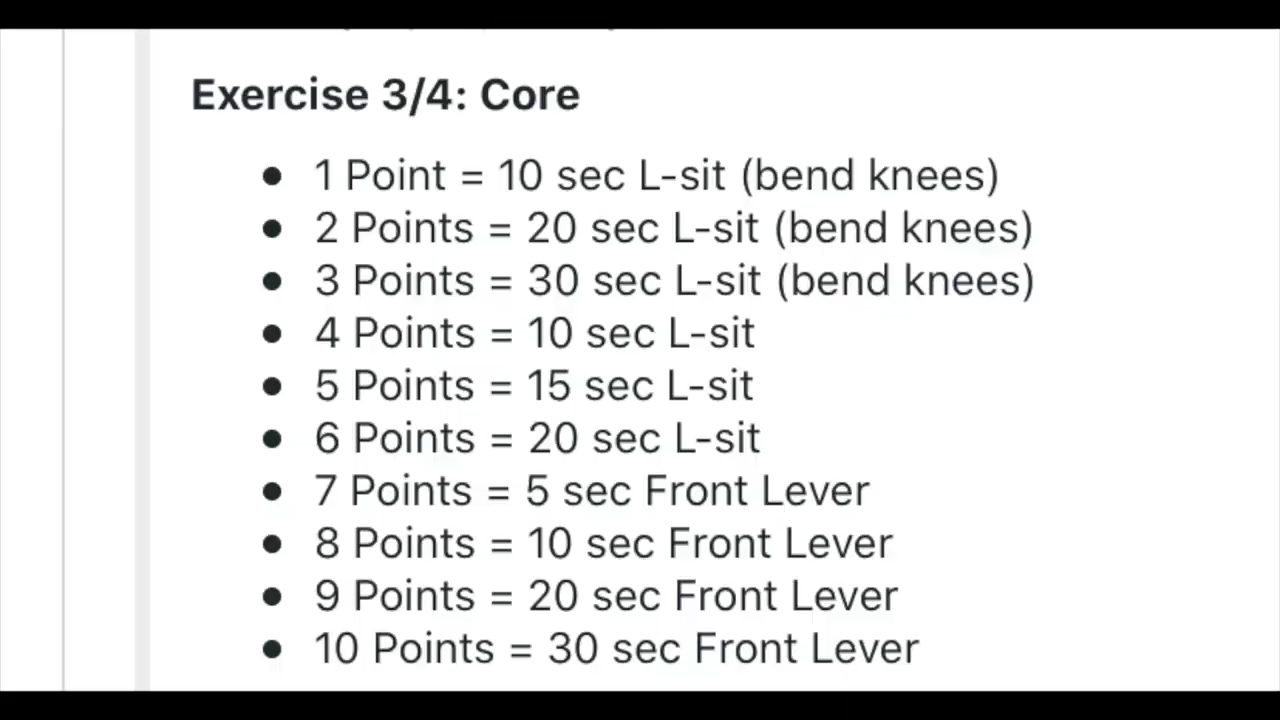 Exercise 3/4: Core
• 1 Point = 10 sec L-sit (bend knees)
• 2 Points = 20 sec L-sit (bend knees)
• 3 Points = 30 sec L-sit (bend knees)
• 4 Points = 10 sec L-sit
• 5 Points = 15 sec L-sit
• 6 Points = 20 sec L-sit
• 7 Points = 5 sec Front Lever
• 8 Points = 10 sec Front Lever
• 9 Points = 20 sec Front Lever
• 10 Points = 30 sec Front Lever